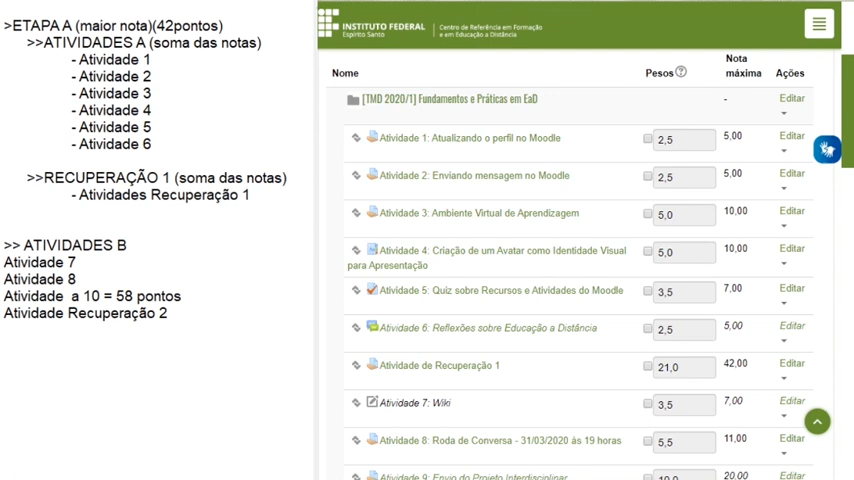 >ETAPA A (maior nota)(42pontos)
>>ATIVIDADES A (soma das notas)
- Atividade 1
- Atividade 2
- Atividade 3
- Atividade 4
- Atividade 5
- Atividade 6
>>RECUPERAÇÃO 1 (soma das notas)
- Atividades Recuperação 1
>> ATIVIDADES B
Atividade 7
Atividade 8
Atividade  a 10 = 58 pontos
Atividade Recuperação 2
INSTITUTO FEDERAL
Espírito Santo
Centro de Referência em Formação
e em Educação a Distância
Nome Pesos Nota máxima Ações
[TMD 2020/1] Fundamentos e Práticas em EaD - Editar
Atividade 1: Atualizando o perfil no Moodle 2,5 5,00 Editar
Atividade 2: Enviando mensagem no Moodle 2,5 5,00 Editar
Atividade 3: Ambiente Virtual de Aprendizagem 5,0 10,00 Editar
Atividade 4: Criação de um Avatar como Identidade Visual 5,0 10,00 Editar
para Apresentação
Atividade 5: Quiz sobre Recursos e Atividades do Moodle 3,5 7,00 Editar
Atividade 6: Reflexões sobre Educação a Distância 2,5 5,00 Editar
Atividade de Recuperação 1 21,0 42,00 Editar
Atividade 7: Wiki 3,5 7,00 Editar
Atividade 8: Roda de Conversa - 31/03/2020 às 19 horas 5,5 11,00 Editar
Atividade 9: Envio do Projeto Interdisciplinar 10,0 20,00 Editar